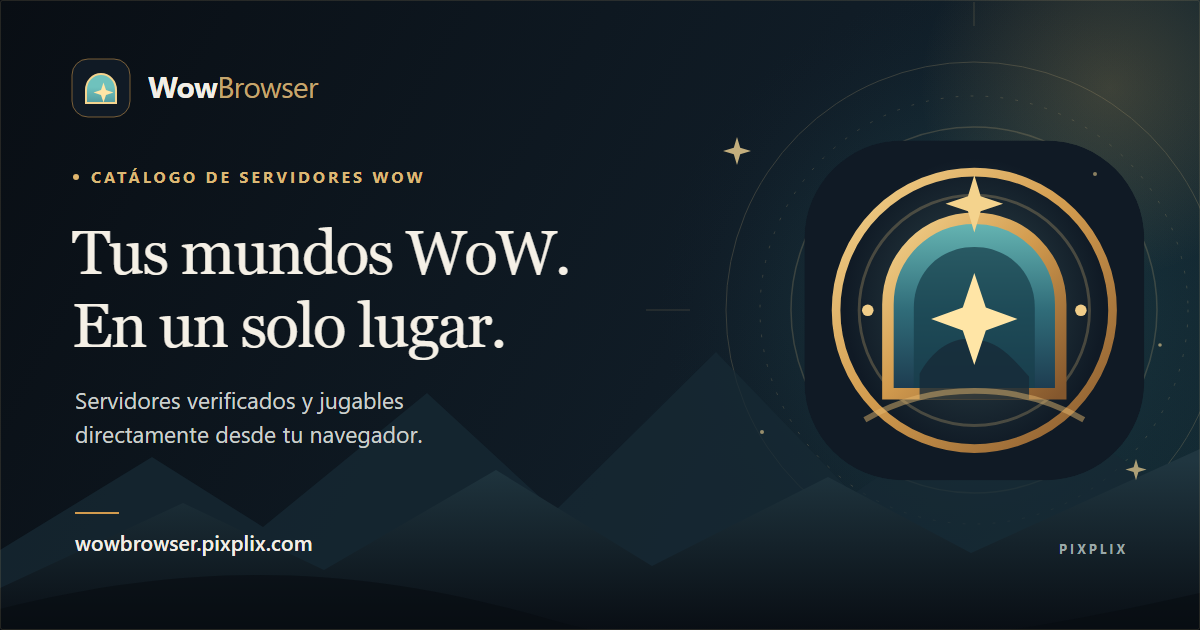 WowBrowser
• CATÁLOGO DE SERVIDORES WOW
Tus mundos WoW.
En un solo lugar.
Servidores verificados y jugables
directamente desde tu navegador.
wowbrowser.pixplix.com
PIXPLIX